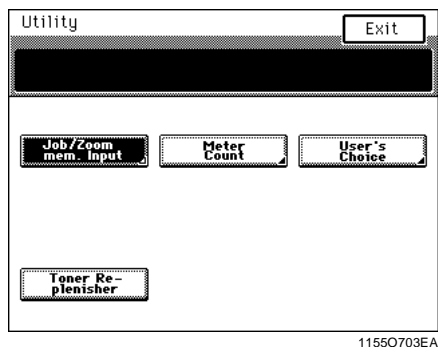 Utility
Exit
Job/Zoom
mem. Input
Meter
Count
User's
Choice
Toner Re-
plenisher
1155O703EA